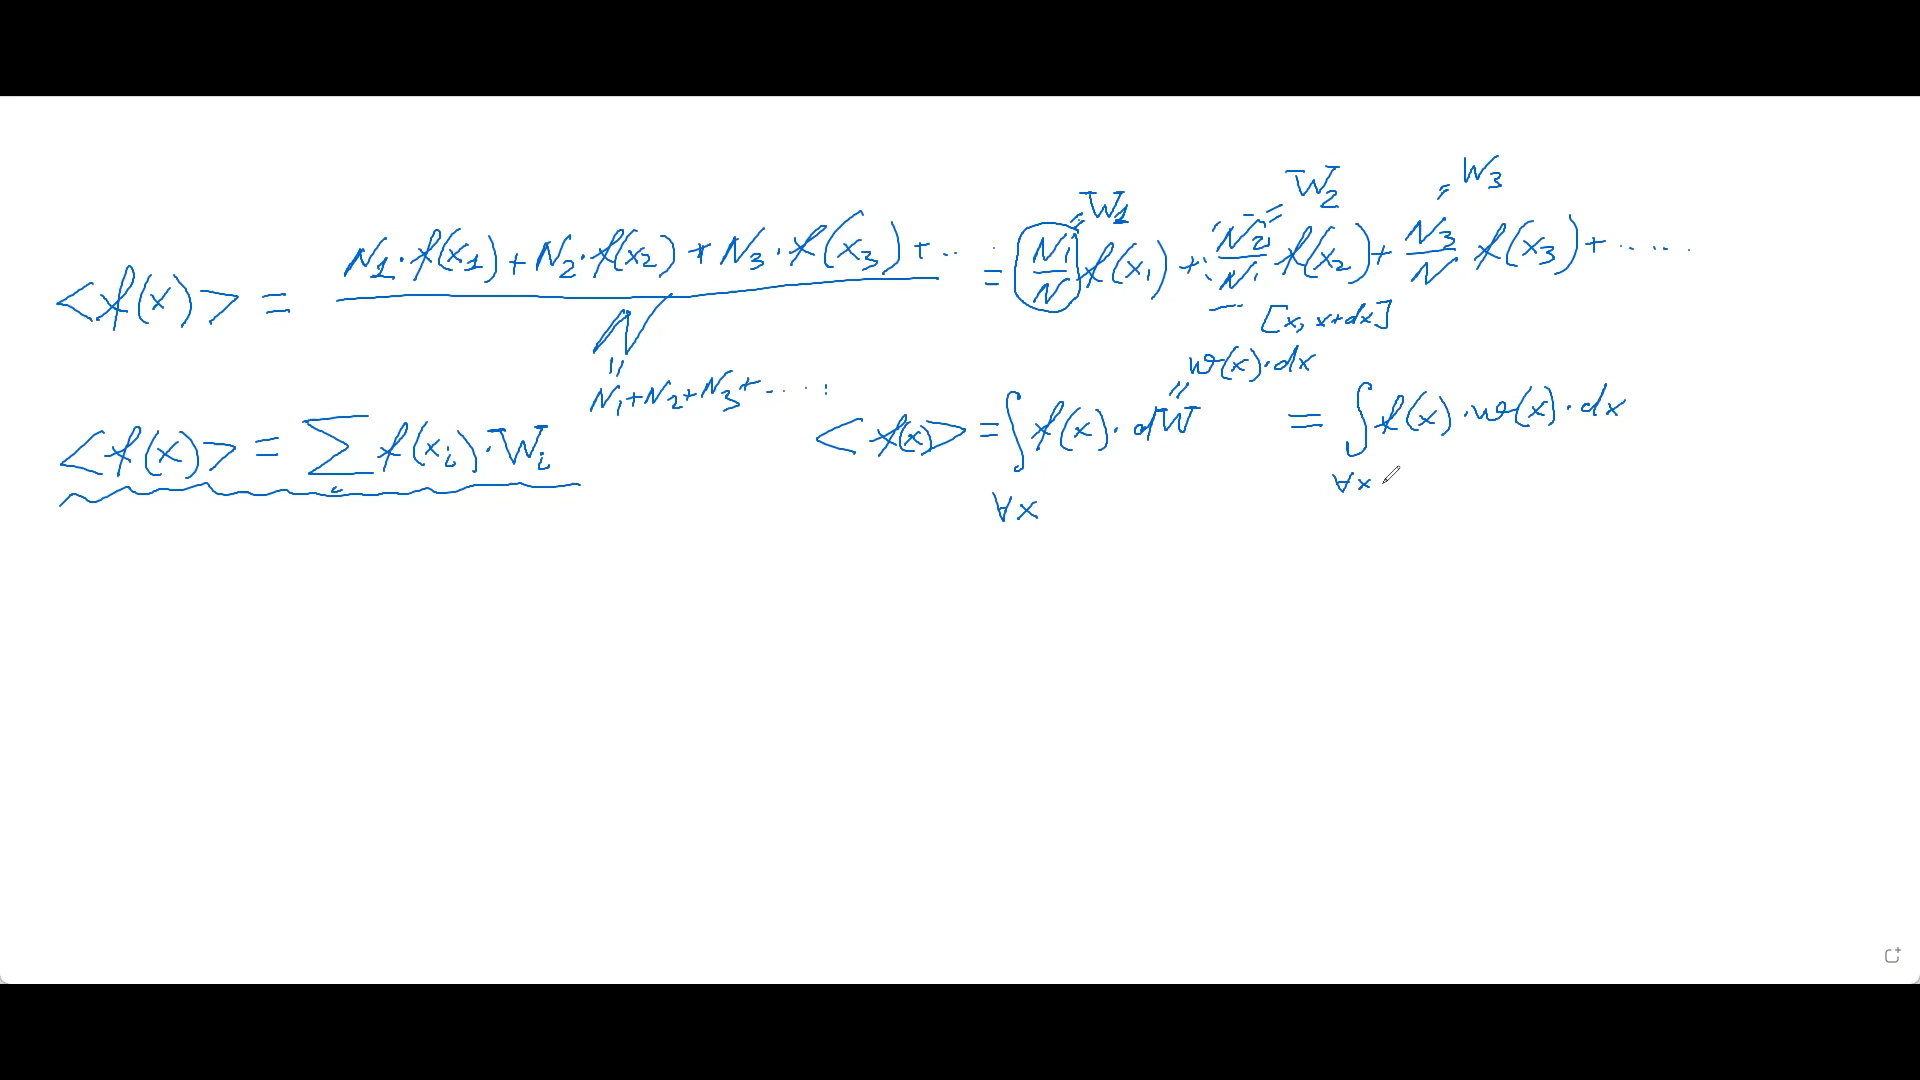 <f(x)> = (N1·f(x1)+N2·f(x2)+N3·f(x3)+...)/N = N1/N f(x1)+N2/N f(x2)+N3/N f(x3)+.....
"W1 "W2 "W3
[x, x+dx]
" N1+N2+N3+.....
w(x)·dx "
<f(x)> = ∑ f(xi)·Wi
i
<f(x)> = ∫ f(x)·dW = ∫ f(x)·w(x)·dx
∀x ∀x